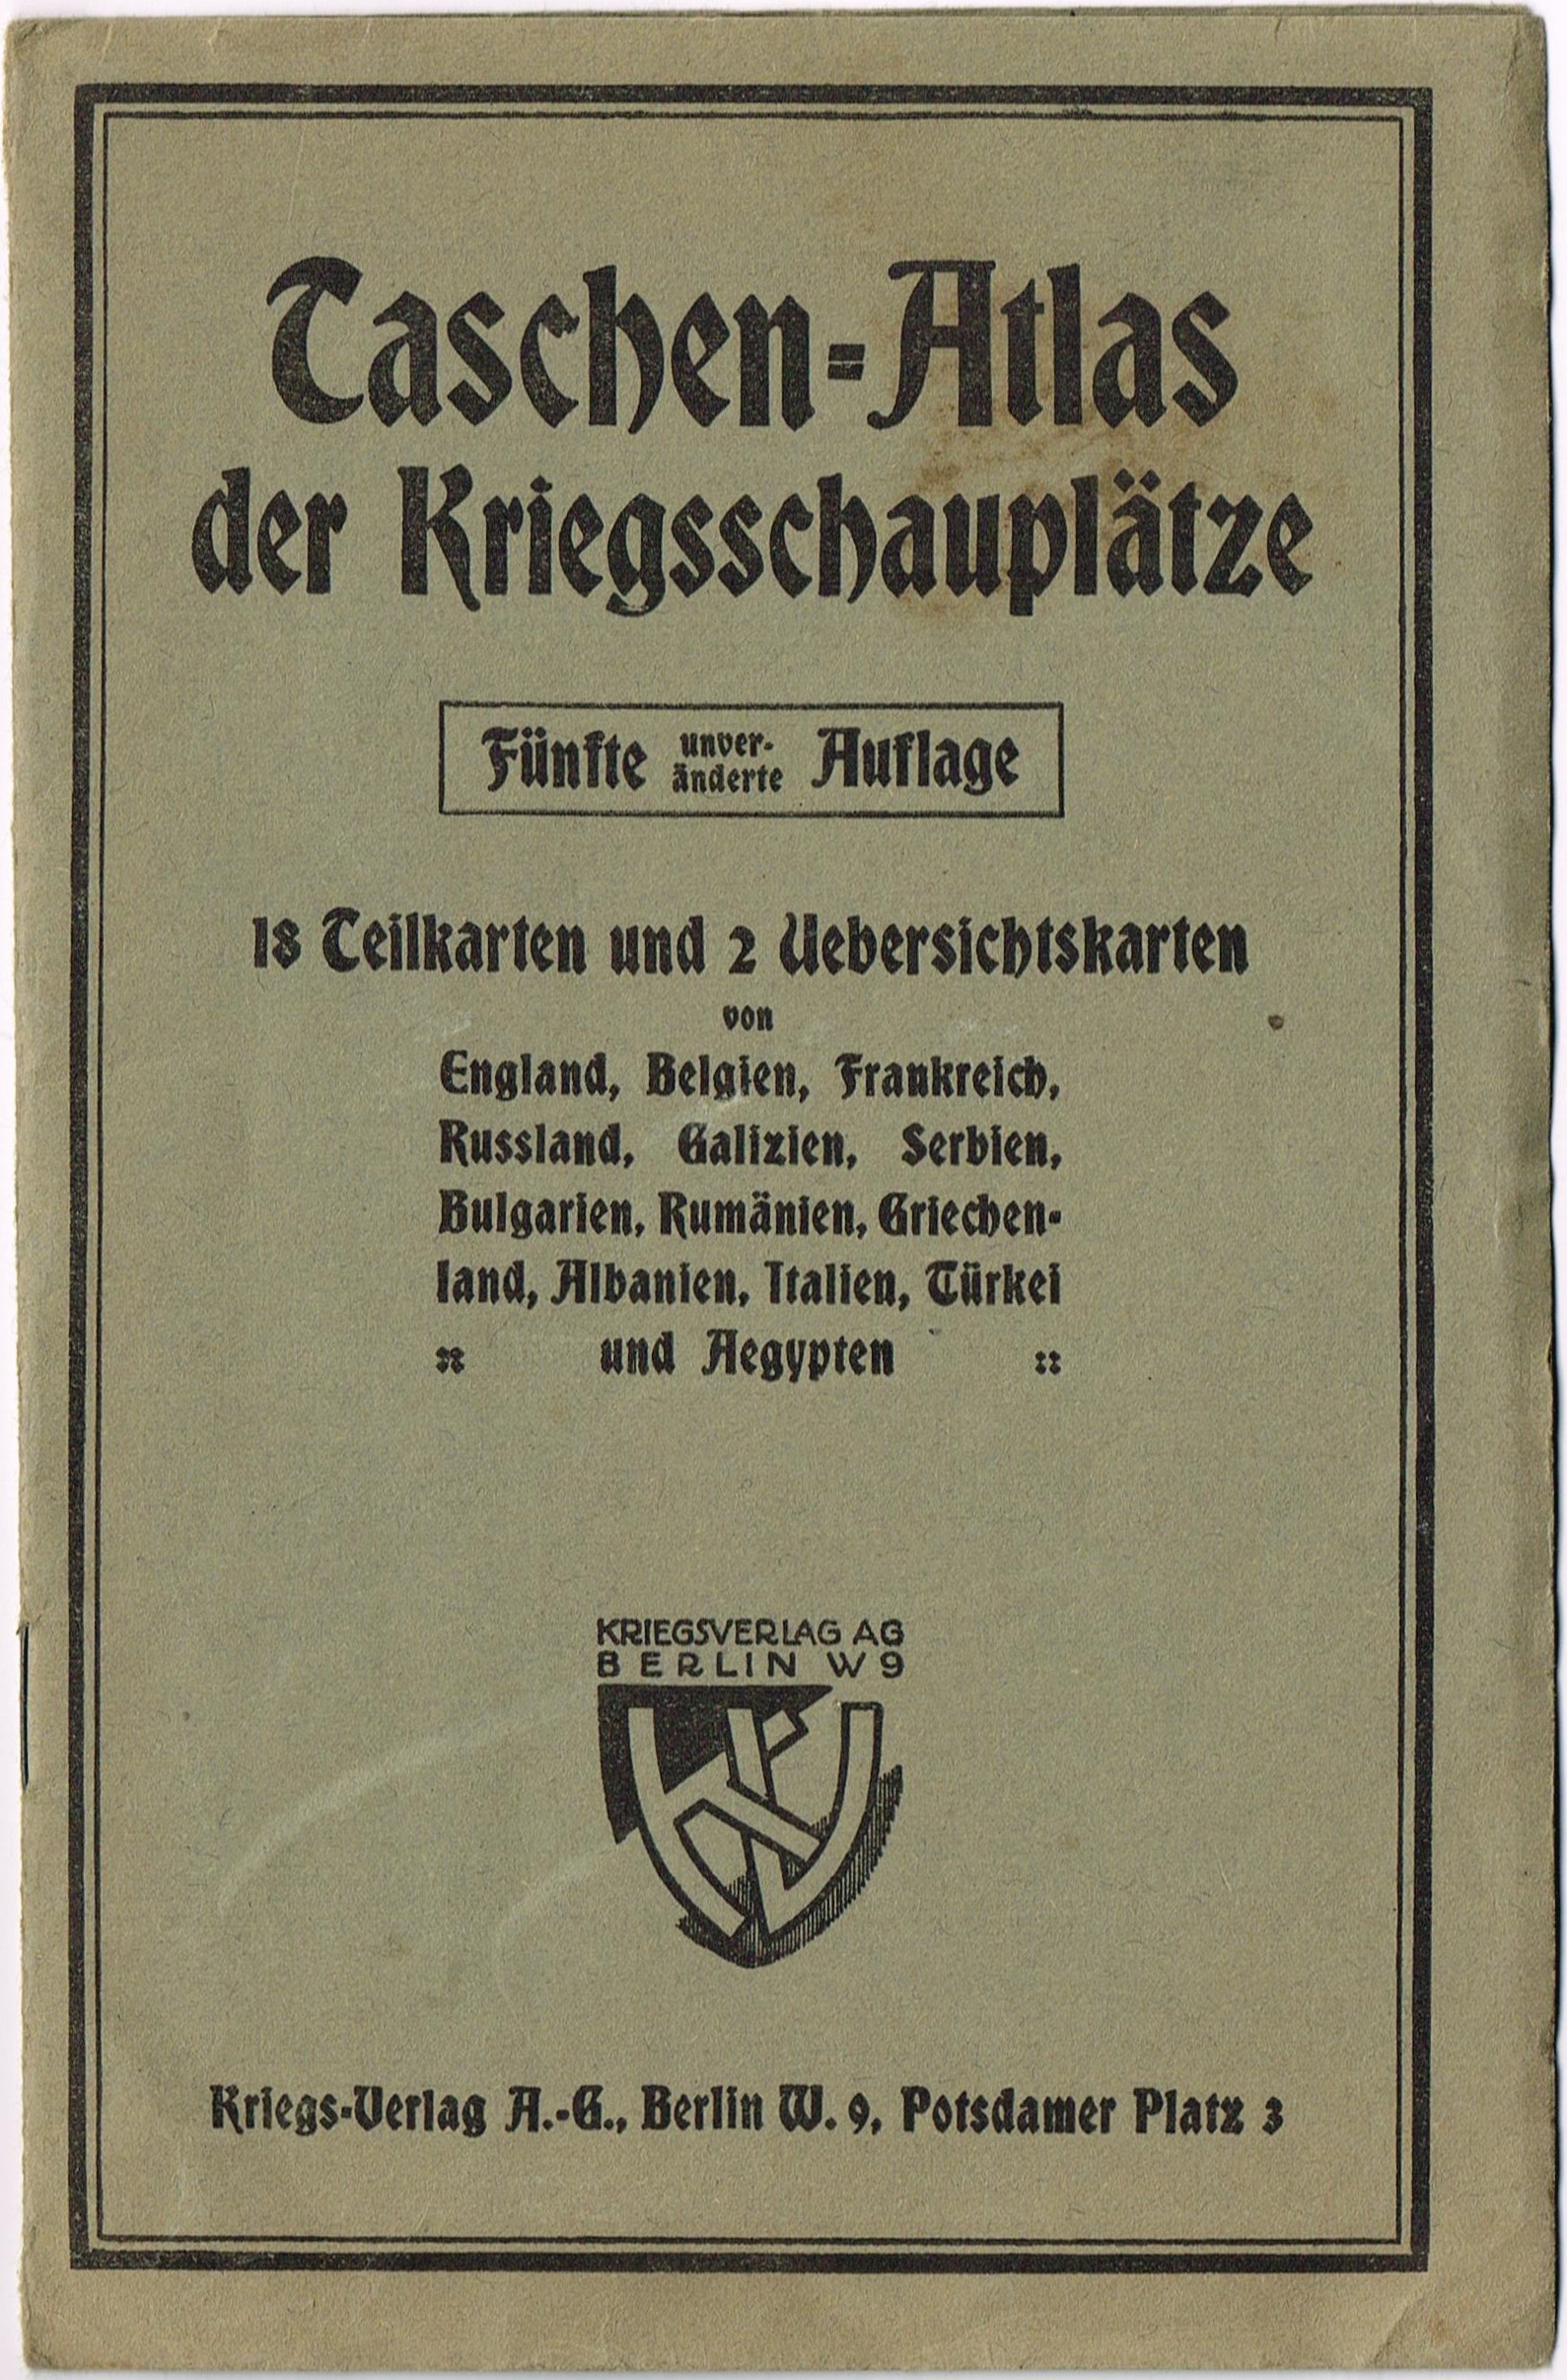 Taschen=Atlas
der Kriegsschauplätze
Fünfte unver-
änderte Auflage
18 Teilkarten und 2 Uebersichtskarten
von
England, Belgien, Frankreich,
Russland, Galizien, Serbien,
Bulgarien, Rumänien, Griechen-
land, Albanien, Italien, Türkei
:: und Aegypten ::
KRIEGSVERLAG AG
BERLIN W9
Kriegs-Verlag A.-G., Berlin W. 9, Potsdamer Platz 3